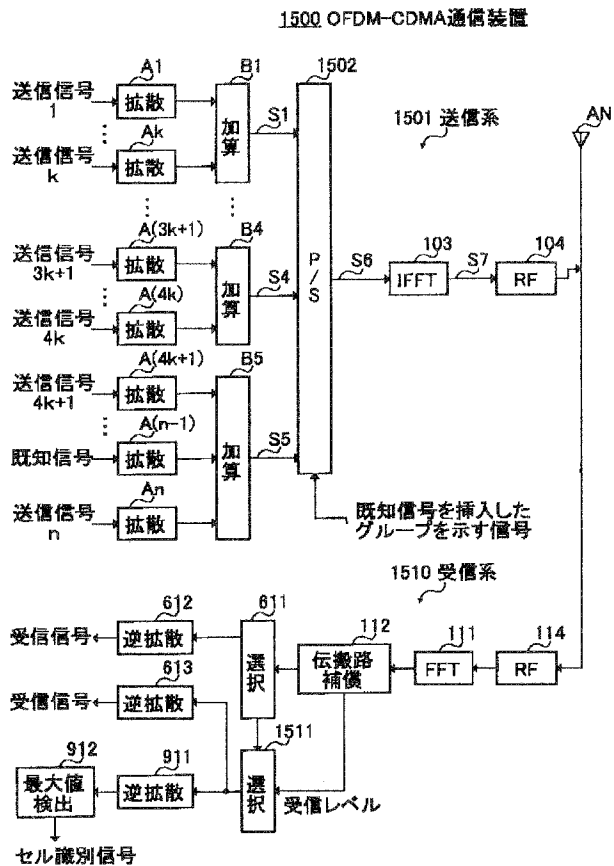 1500 OFDM-CDMA通信装置
A1
B1
1502
送信信号
1
拡散
加算
S1
1501 送信系
AN
Ak
送信信号
k
拡散
A(3k+1)
B4
送信信号
3k+1
拡散
加算
S4
P/S
S6
103
IFFT
S7
104
RF
A(4k)
送信信号
4k
拡散
A(4k+1)
B5
送信信号
4k+1
拡散
加算
A(n-1)
既知信号
拡散
S5
An
送信信号
n
拡散
既知信号を挿入した
グループを示す信号
1510 受信系
612
611
112
111
114
受信信号
逆拡散
選択
伝搬路
補償
FFT
RF
613
受信信号
逆拡散
1511
912
911
最大値
検出
逆拡散
選択
受信レベル
セル識別信号